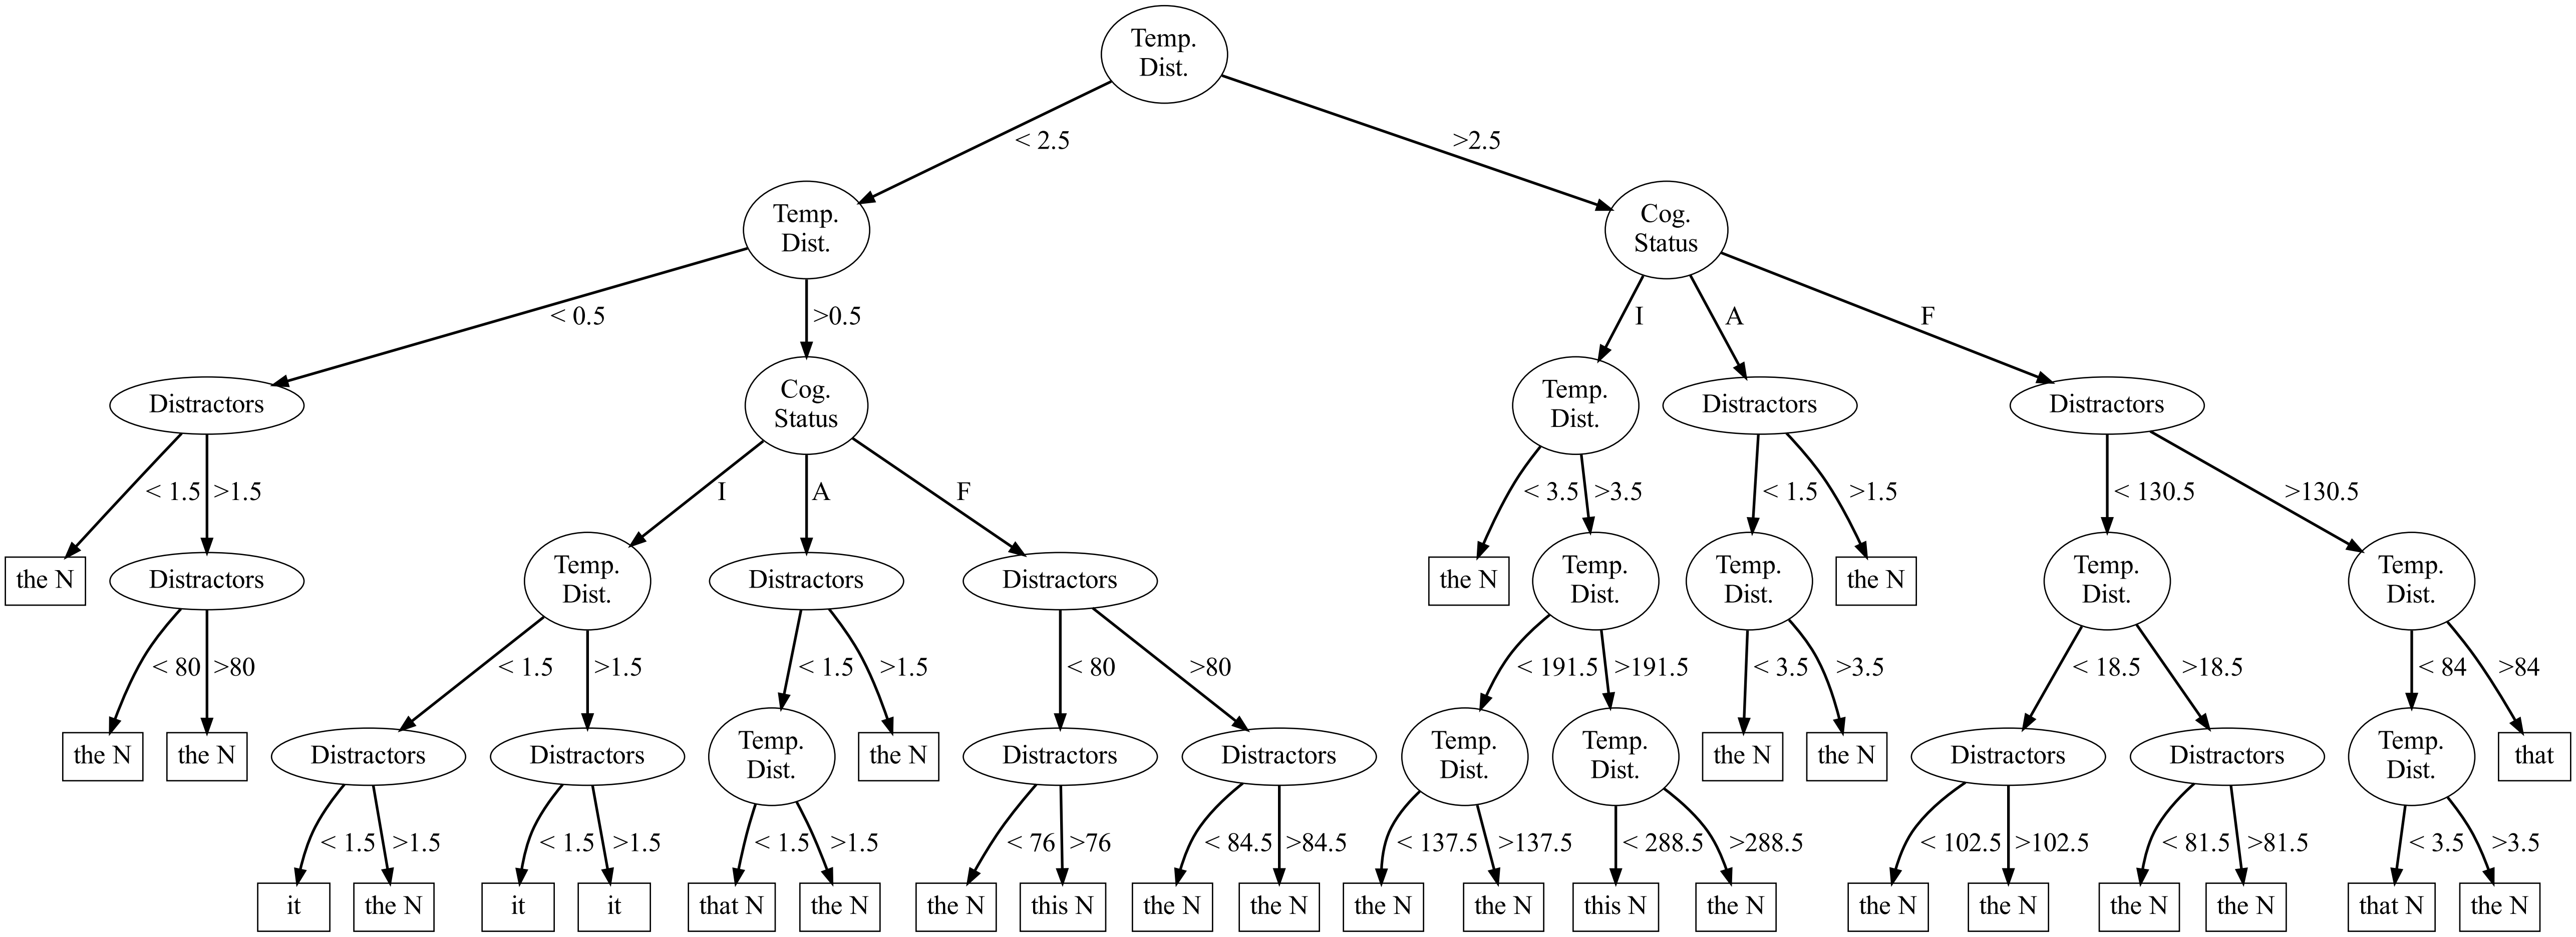 Temp.
Dist.
< 2.5
>2.5
Temp.
Dist.
Cog.
Status
< 0.5
>0.5
I
A
F
Distractors
Cog.
Status
Temp.
Dist.
Distractors
Distractors
< 1.5
>1.5
I
A
F
< 3.5
>3.5
< 1.5
>1.5
< 130.5
>130.5
the N
Distractors
Temp.
Dist.
Distractors
Distractors
the N
Temp.
Dist.
Temp.
Dist.
the N
Temp.
Dist.
Temp.
Dist.
< 80
>80
< 1.5
>1.5
< 1.5
>1.5
< 80
>80
< 191.5
>191.5
< 3.5
>3.5
< 18.5
>18.5
< 84
>84
the N
the N
Distractors
Distractors
Temp.
Dist.
the N
Distractors
Distractors
Temp.
Dist.
Temp.
Dist.
the N
the N
Distractors
Distractors
Temp.
Dist.
that
< 1.5
>1.5
< 1.5
>1.5
< 1.5
>1.5
< 76
>76
< 84.5
>84.5
< 137.5
>137.5
< 288.5
>288.5
< 102.5
>102.5
< 81.5
>81.5
< 3.5
>3.5
it
the N
it
it
that N
the N
the N
this N
the N
the N
the N
the N
this N
the N
the N
the N
the N
the N
that N
the N